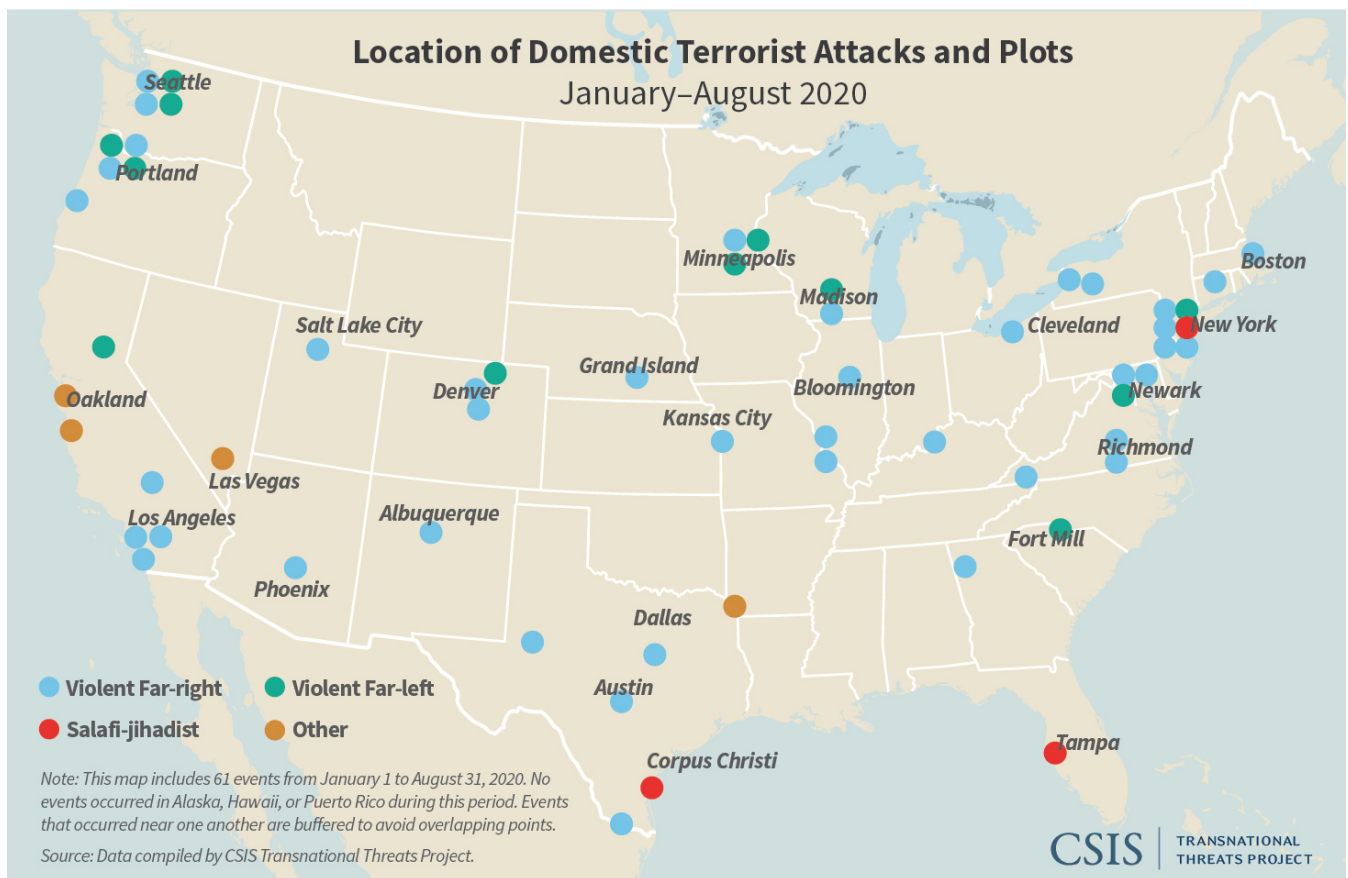 Location of Domestic Terrorist Attacks and Plots
January–August 2020
Seattle
Portland
Minneapolis
Madison
Boston
Salt Lake City
Cleveland
New York
Oakland
Denver
Grand Island
Bloomington
Newark
Kansas City
Richmond
Las Vegas
Los Angeles
Albuquerque
Fort Mill
Phoenix
Dallas
Austin
Corpus Christi
Tampa
Violent Far-right
Violent Far-left
Salafi-jihadist
Other
Note: This map includes 61 events from January 1 to August 31, 2020. No
events occurred in Alaska, Hawaii, or Puerto Rico during this period. Events
that occurred near one another are buffered to avoid overlapping points.
Source: Data compiled by CSIS Transnational Threats Project.
CSIS
TRANSNATIONAL
THREATS PROJECT